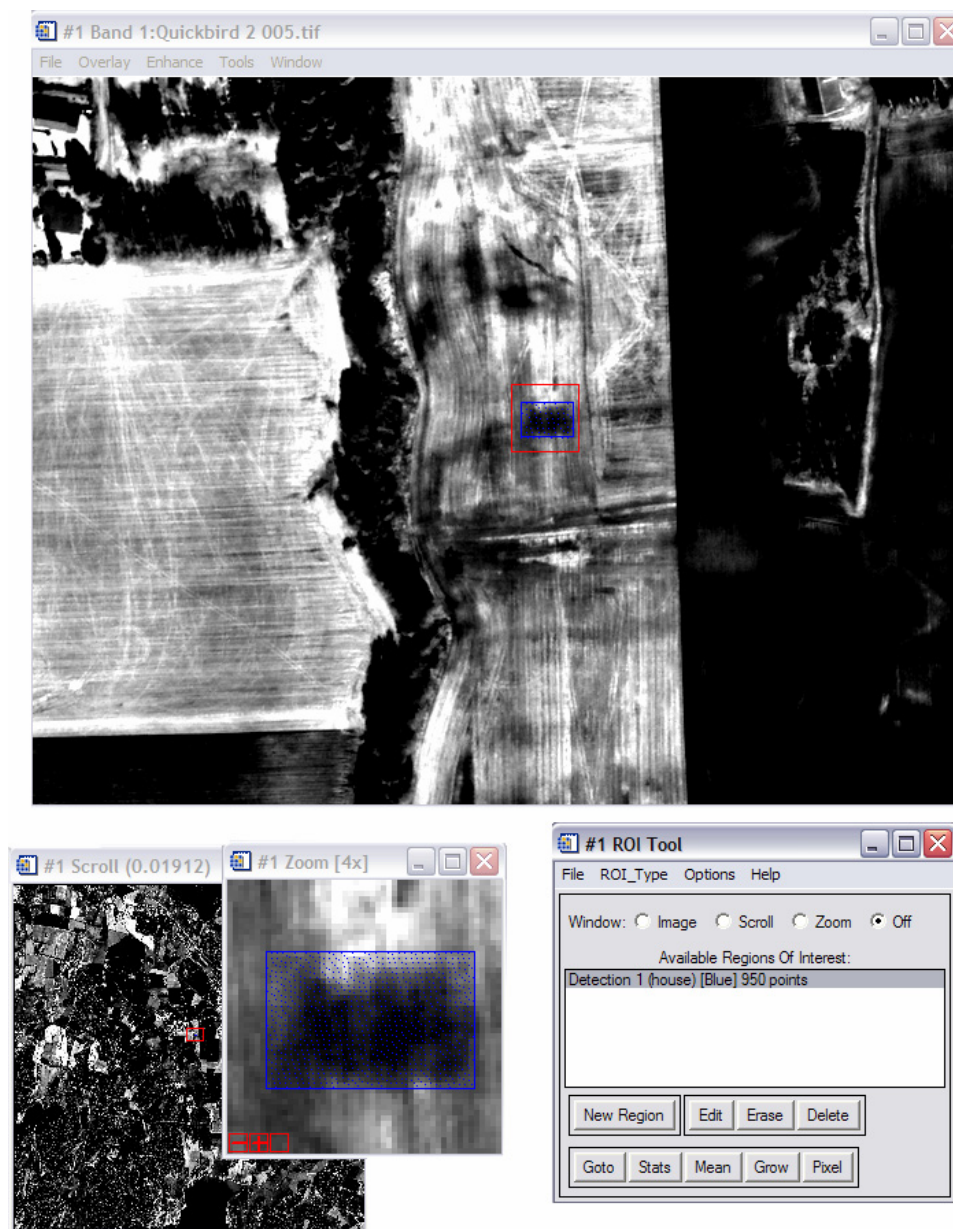 #1 Band 1:Quickbird 2 005.tif
File Overlay Enhance Tools Window
#1 Scroll (0.01912)
#1 Zoom [4x]
#1 ROI Tool
File ROI_Type Options Help
Window: Image Scroll Zoom Off
Available Regions Of Interest:
Detection 1 (house) [Blue] 950 points
New Region Edit Erase Delete
Goto Stats Mean Grow Pixel